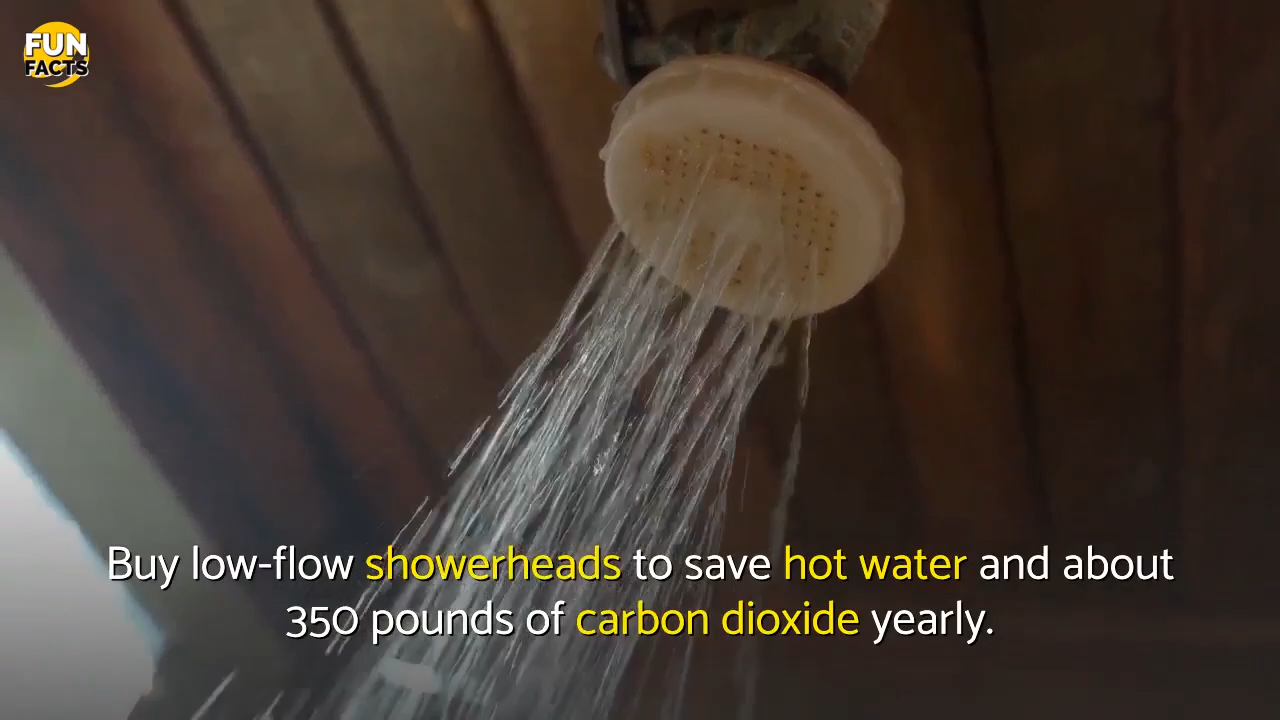 FUN
FACTS
Buy low-flow showerheads to save hot water and about
350 pounds of carbon dioxide yearly.